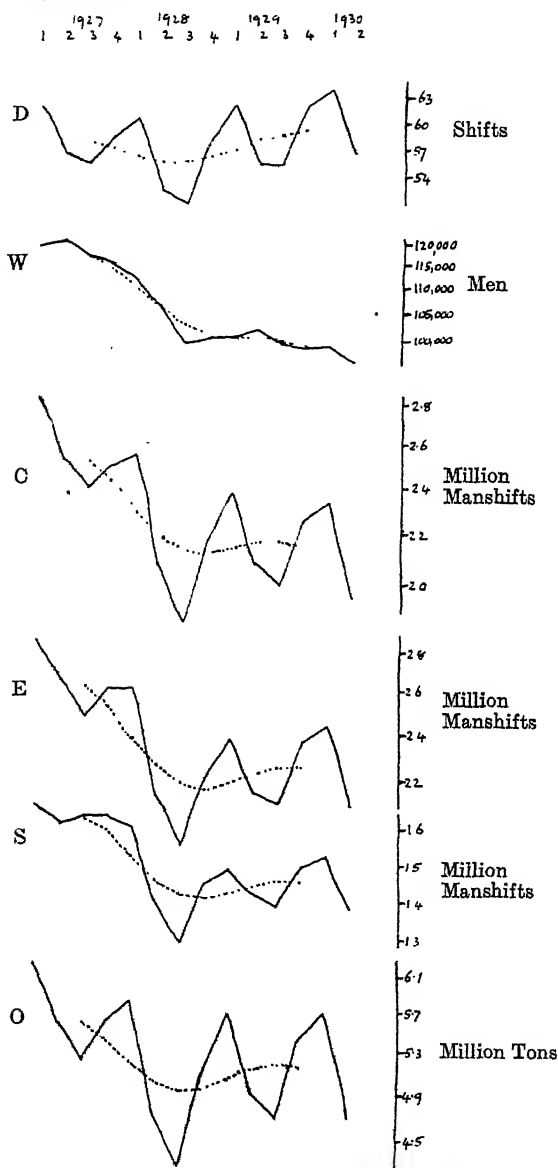 1927 1928 1929 1930
1 2 3 4 1 2 3 4 1 2 3 4 1 2
D
63
60
57
54
Shifts
W
120,000
115,000
110,000
105,000
100,000
Men
C
2.8
2.6
2.4
2.2
2.0
Million
Manshifts
E
2.8
2.6
2.4
2.2
Million
Manshifts
S
1.6
1.5
1.4
1.3
Million
Manshifts
O
6.1
5.7
5.3
4.9
4.5
Million Tons